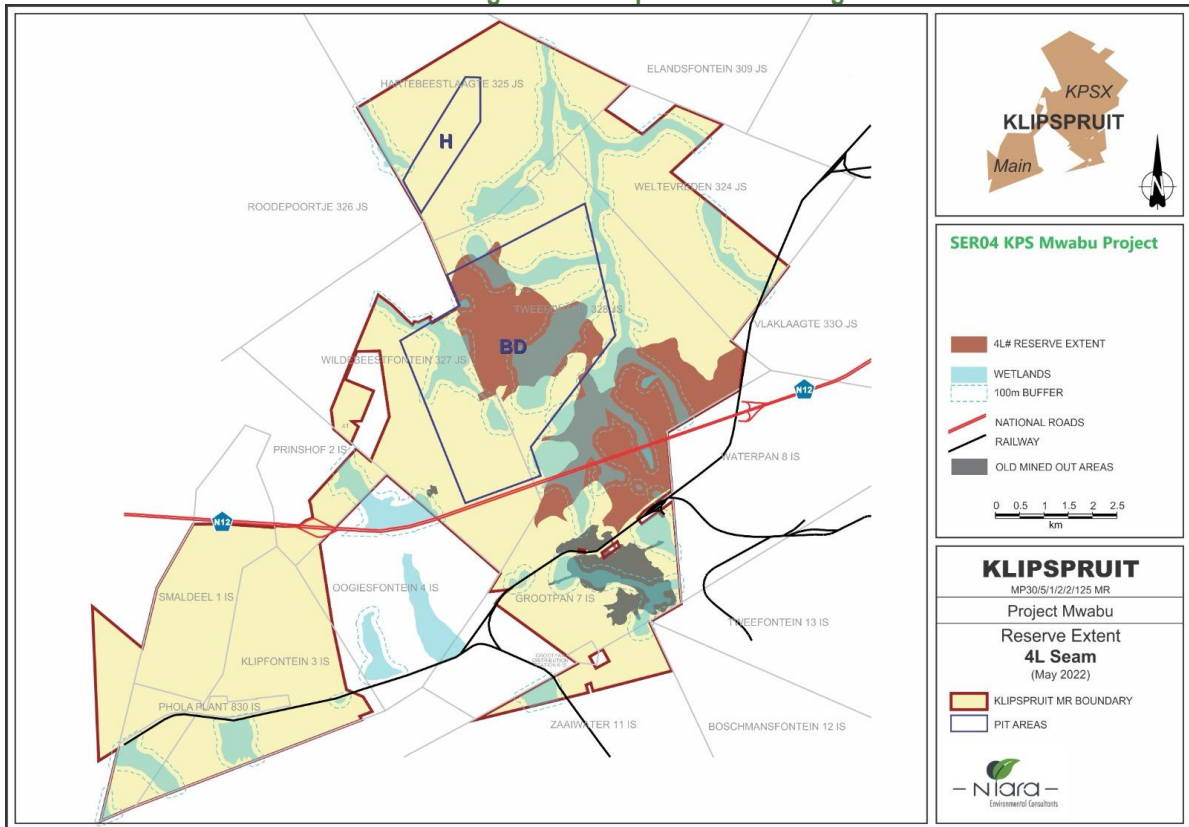 HARTEBEESTLAAGTE 325 JS
ELANDSFONTEIN 309 JS
H
WELTEVREDEN 324 JS
ROODEPOORTJE 326 JS
328 JS
VLAKLAAGTE 330 JS
BD
WILDEBEESTFONTEIN 327 JS
N12
41
PRINSHOF 2 IS
WATERPAN 8 IS
N12
OOGIESFONTEIN 4 IS
SMALDEEL 1 IS
GROOTPAN 7 IS
TWEEFONTEIN 13 IS
KLIPFONTEIN 3 IS
PHOLA PLANT 830 IS
ZAAIWATER 11 IS
BOSCHMANSFONTEIN 12 IS
KPSX
KLIPSPRUIT
Main
N
SER04 KPS Mwabu Project
4L# RESERVE EXTENT
WETLANDS
100m BUFFER
NATIONAL ROADS
RAILWAY
OLD MINED OUT AREAS
0 0.5 1 1.5 2 2.5
km
KLIPSPRUIT
MP30/5/1/2/2/125 MR
Project Mwabu
Reserve Extent
4L Seam
(May 2022)
KLIPSPRUIT MR BOUNDARY
PIT AREAS
– Niara –
Environmental Consultants